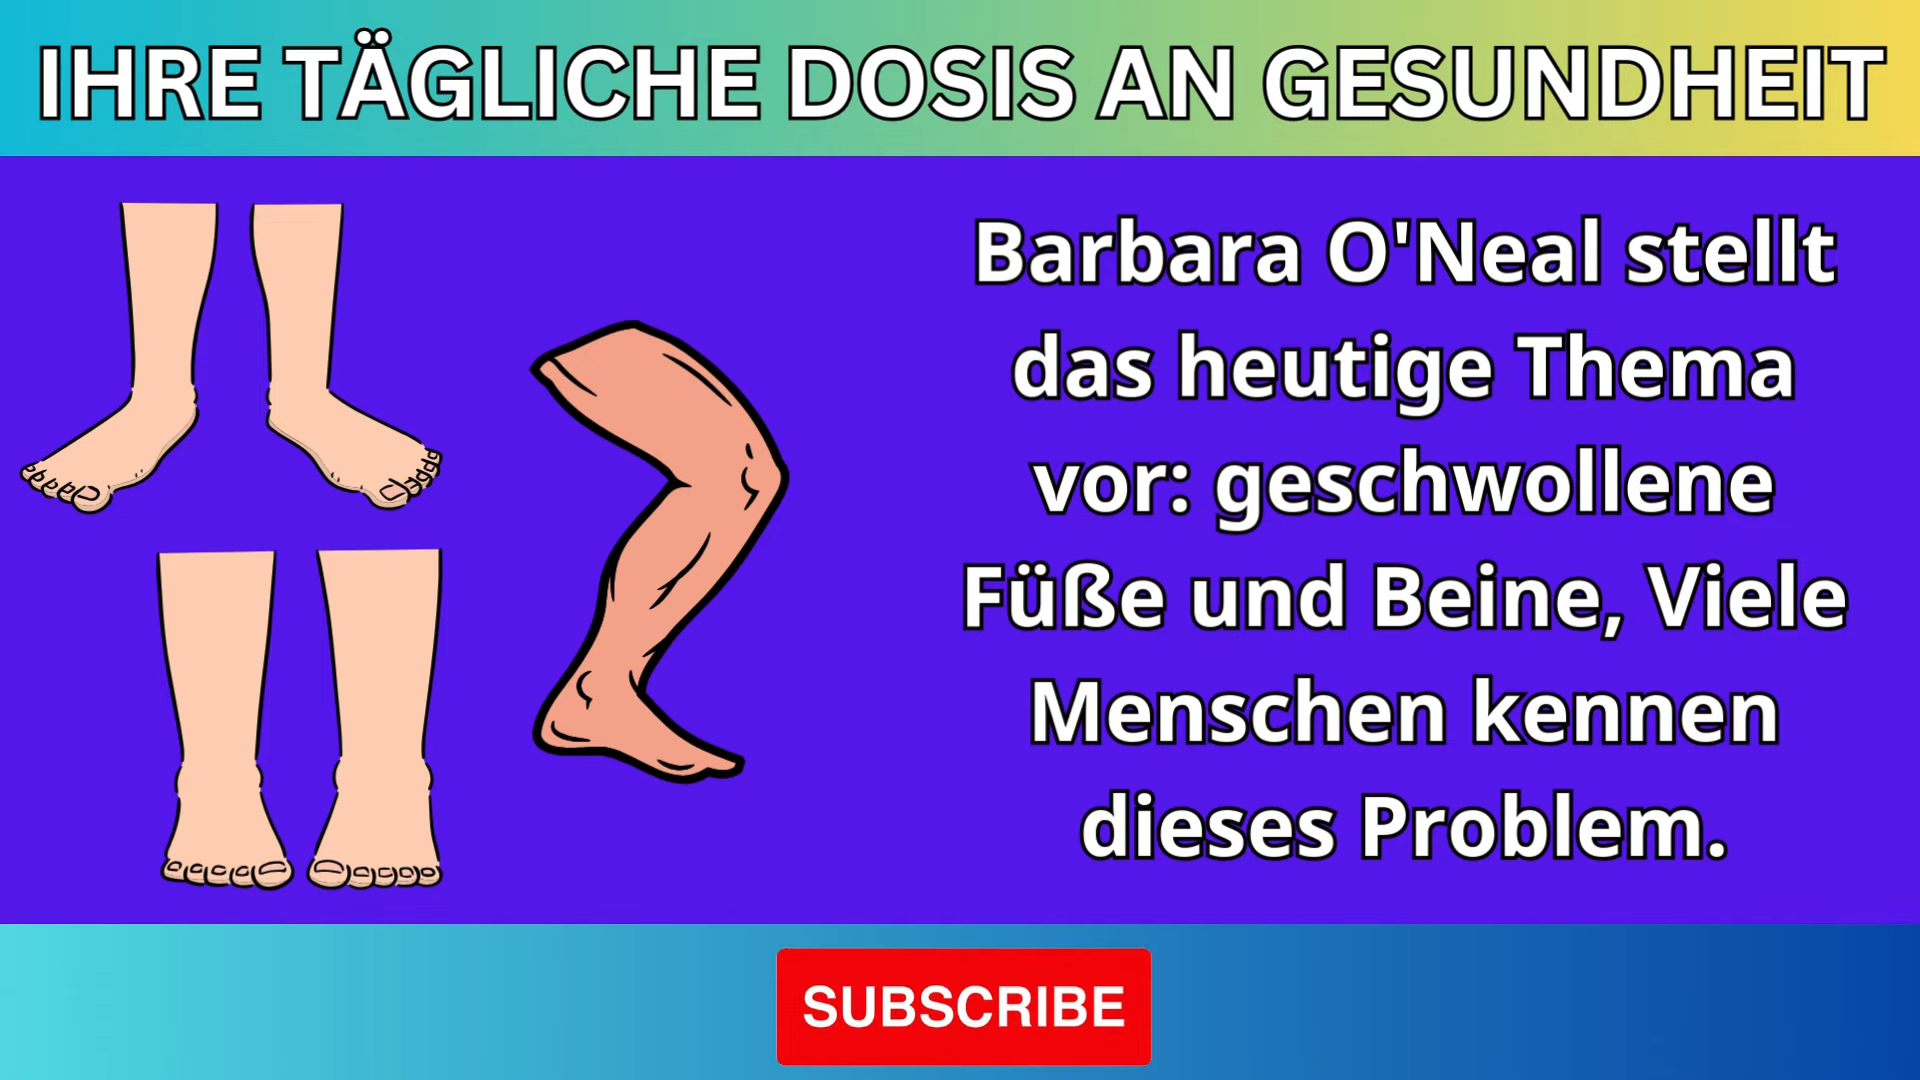 IHRE TÄGLICHE DOSIS AN GESUNDHEIT
Barbara O'Neal stellt
das heutige Thema
vor: geschwollene
Füße und Beine, Viele
Menschen kennen
dieses Problem.
SUBSCRIBE